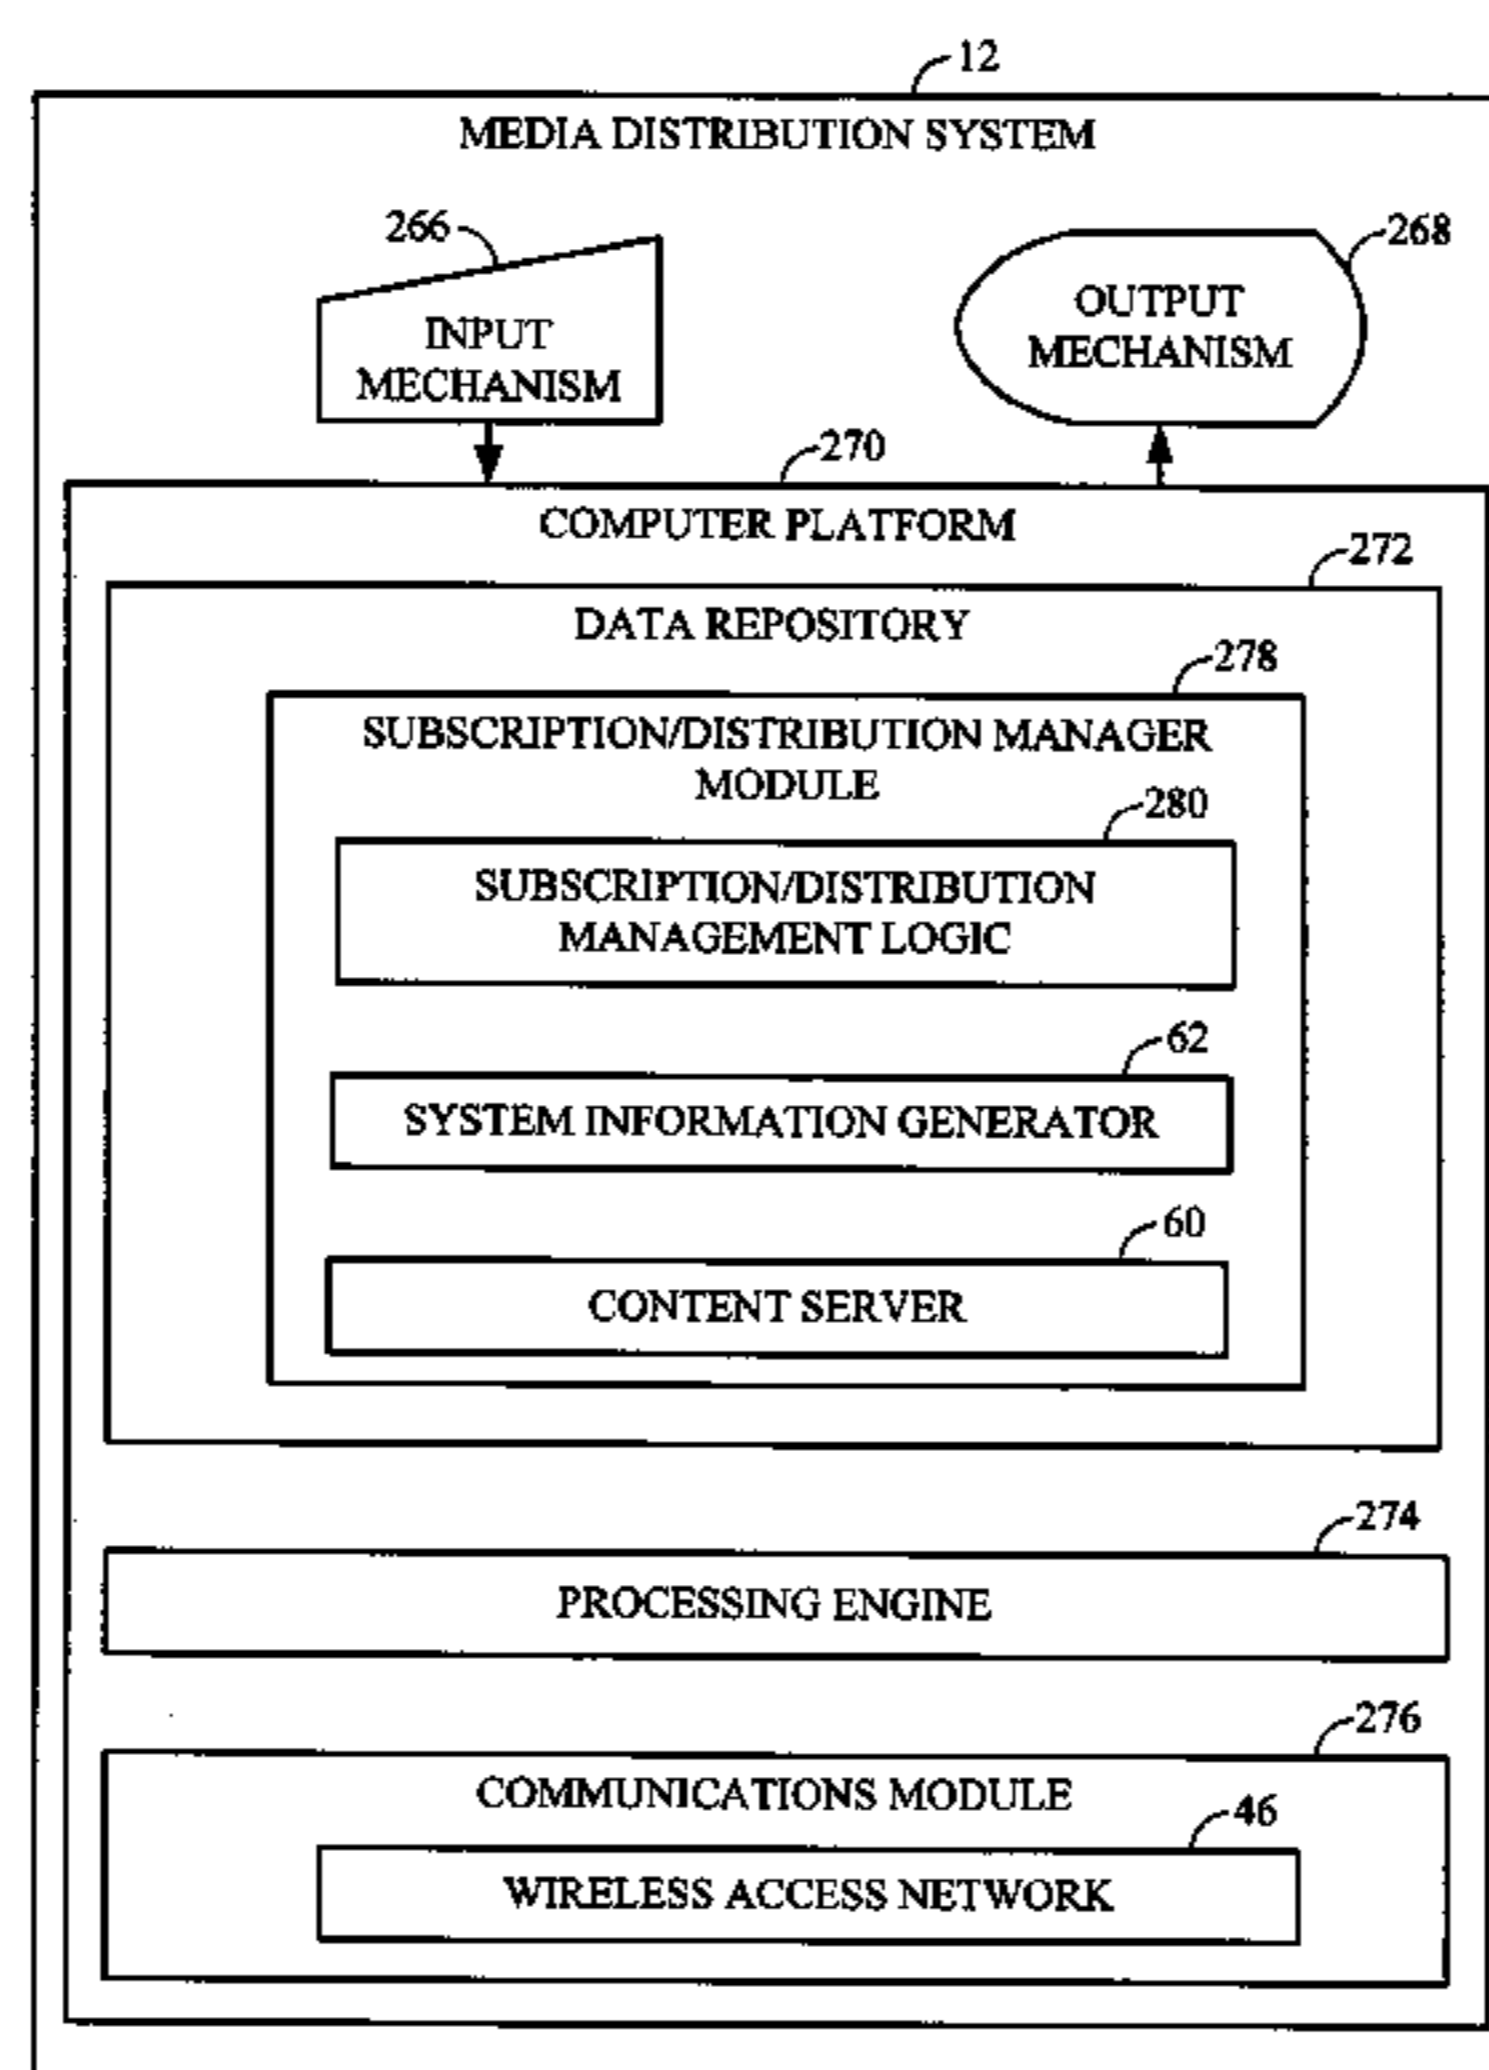 12
MEDIA DISTRIBUTION SYSTEM
266
268
INPUT
MECHANISM
OUTPUT
MECHANISM
270
COMPUTER PLATFORM
272
DATA REPOSITORY
278
SUBSCRIPTION/DISTRIBUTION MANAGER
MODULE
280
SUBSCRIPTION/DISTRIBUTION
MANAGEMENT LOGIC
62
SYSTEM INFORMATION GENERATOR
60
CONTENT SERVER
274
PROCESSING ENGINE
276
COMMUNICATIONS MODULE
46
WIRELESS ACCESS NETWORK